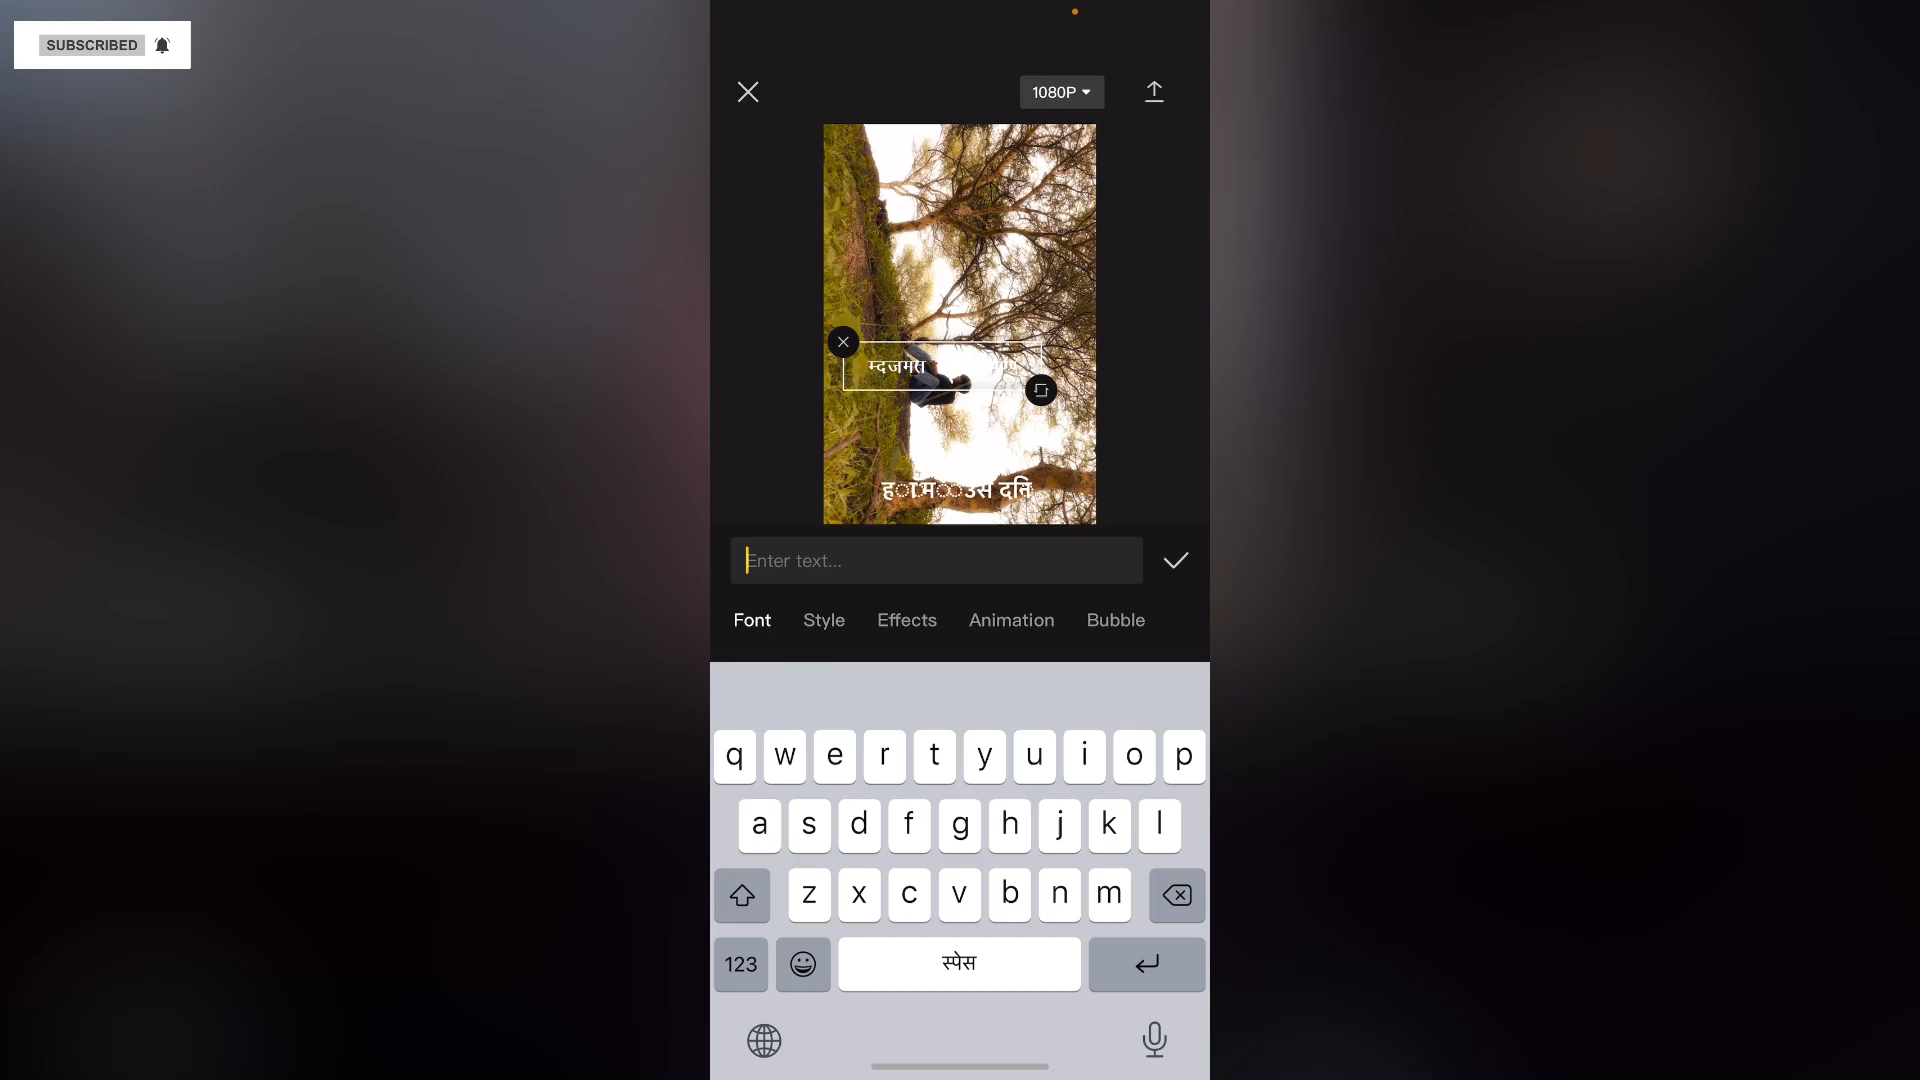 SUBSCRIBED
1080P
म्दजमत
Enter text...
Font Style Effects Animation Bubble
q w e r t y u i o p
a s d f g h j k l
z x c v b n m
123 स्पेस